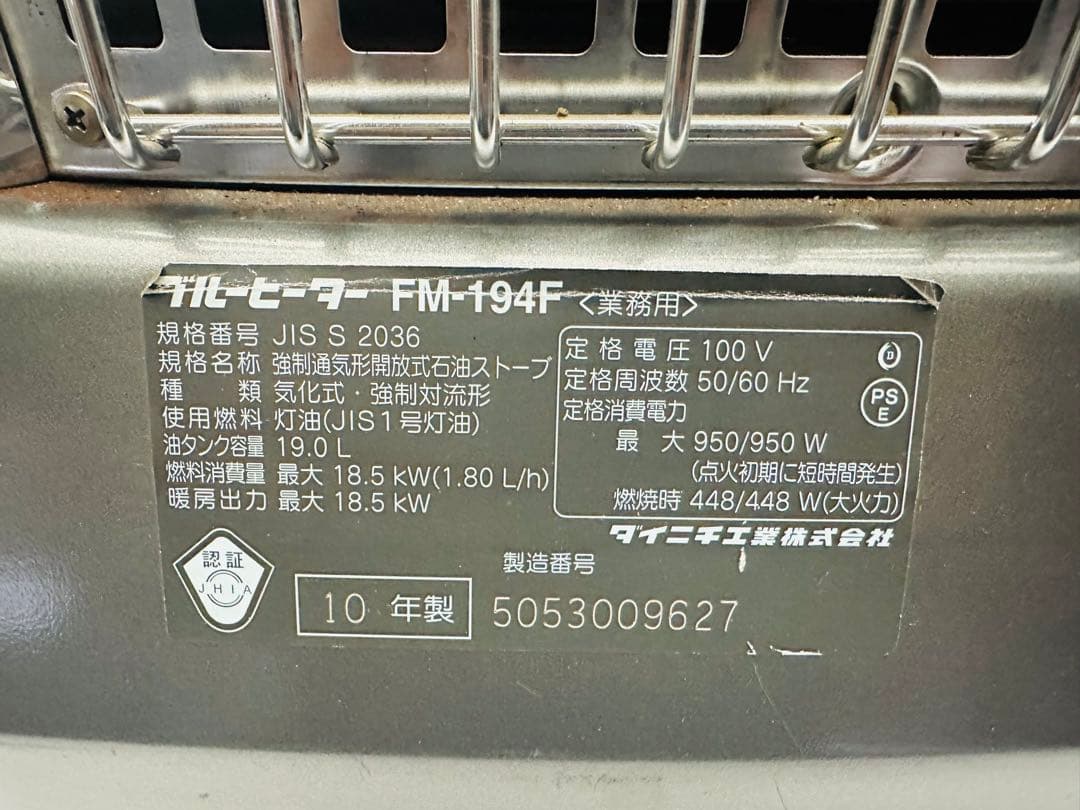 ブルーヒーター FM-194F <業務用>
規格番号 JIS S 2036
規格名称 強制通気形開放式石油ストーブ
種類 気化式・強制対流形
使用燃料 灯油(JIS1号灯油)
油タンク容量 19.0 L
燃料消費量 最大 18.5 kW(1.80 L/h)
暖房出力 最大 18.5 kW
定格電圧 100 V
定格周波数 50/60 Hz
定格消費電力
最大 950/950 W
(点火初期に短時間発生)
燃焼時 448/448 W(大火力)
D
PS
E
ダイニチ工業株式会社
認証
JHIA
10 年製
製造番号
5053009627